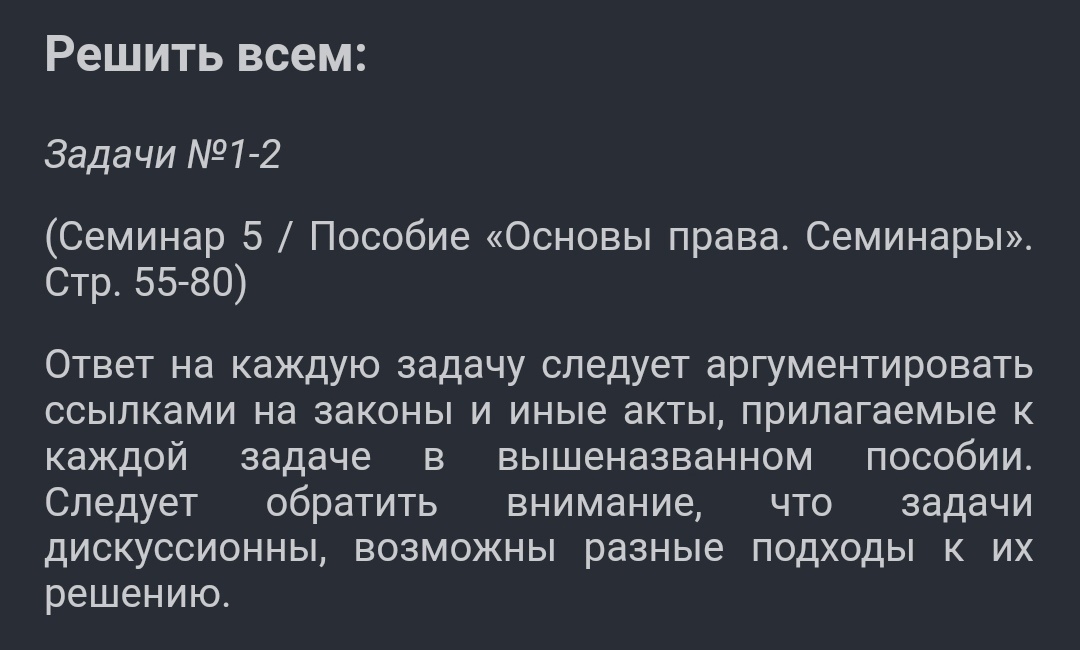 Решить всем:
Задачи №1-2
(Семинар 5 / Пособие «Основы права. Семинары».
Стр. 55-80)
Ответ на каждую задачу следует аргументировать
ссылками на законы и иные акты, прилагаемые к
каждой задаче в вышеназванном пособии.
Следует обратить внимание, что задачи
дискуссионны, возможны разные подходы к их
решению.